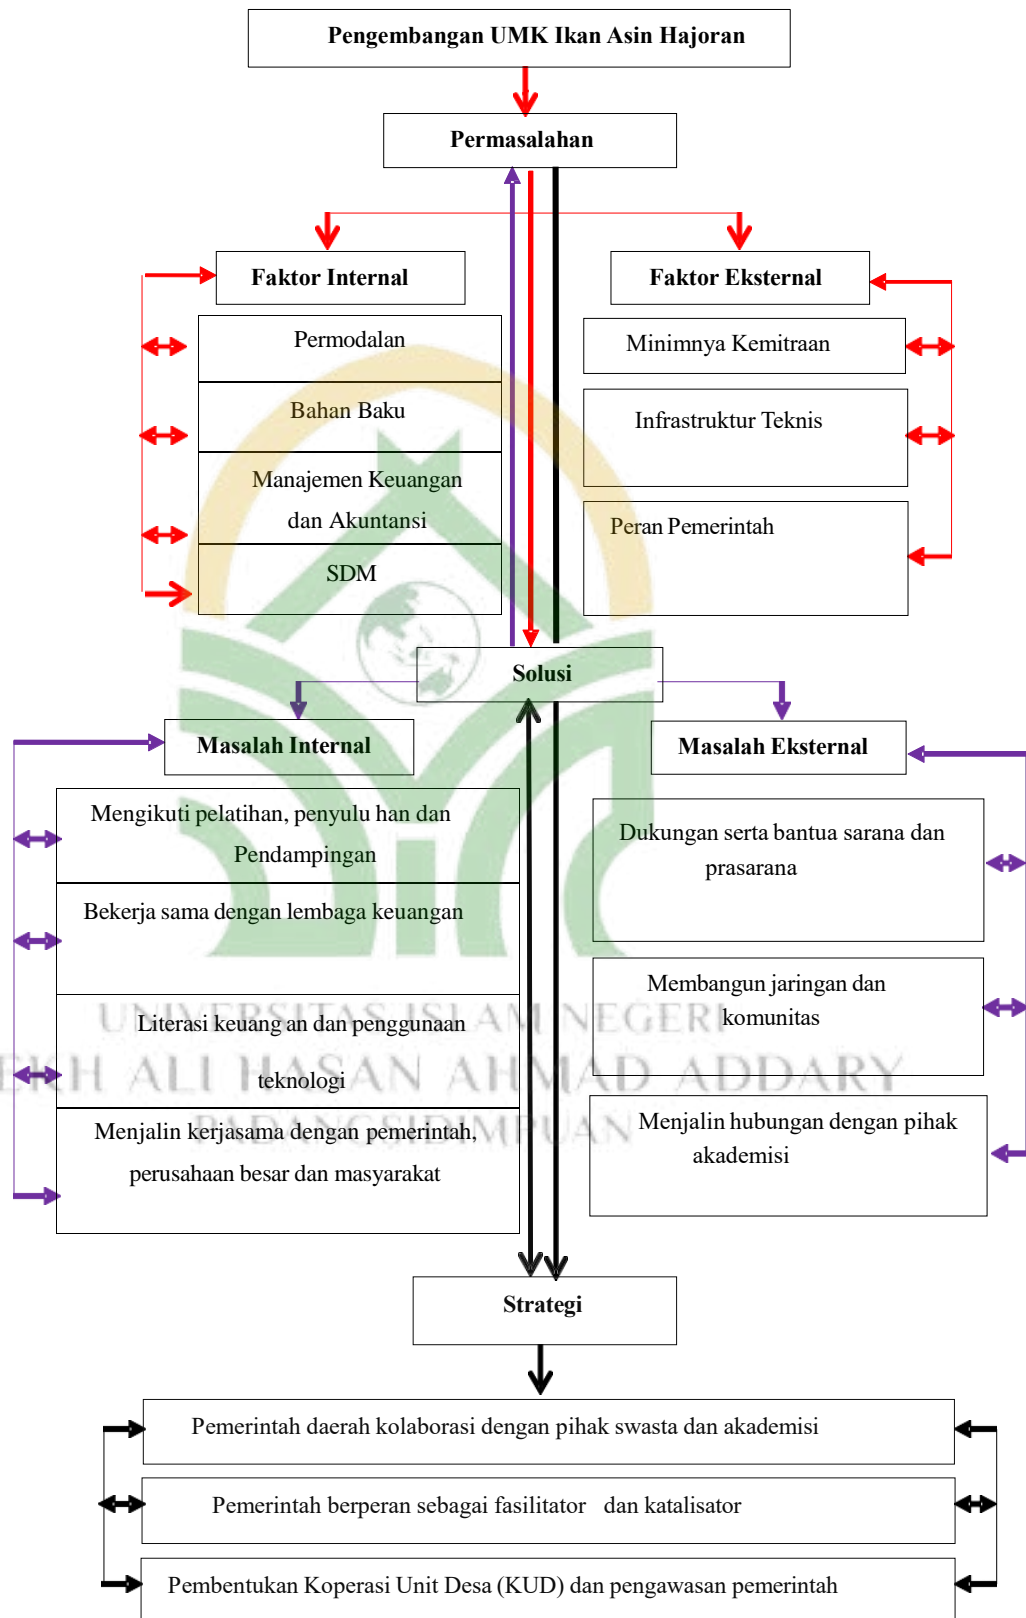 Pengembangan UMK Ikan Asin Hajoran
Permasalahan
Faktor Internal
Permodalan
Bahan Baku
Manajemen Keuangan
dan Akuntansi
SDM
Faktor Eksternal
Minimnya Kemitraan
Infrastruktur Teknis
Peran Pemerintah
Solusi
Masalah Internal
Mengikuti pelatihan, penyulu han dan
Pendampingan
Bekerja sama dengan lembaga keuangan
Literasi keuang an dan penggunaan
teknologi
Menjalin kerjasama dengan pemerintah,
perusahaan besar dan masyarakat
Masalah Eksternal
Dukungan serta bantua sarana dan
prasarana
Membangun jaringan dan
komunitas
Menjalin hubungan dengan pihak
akademisi
UNIVERSITAS ISLAM NEGERI
EKH ALI HASAN AHMAD ADDARY
PADANGSIDIMPUAN
Strategi
Pemerintah daerah kolaborasi dengan pihak swasta dan akademisi
Pemerintah berperan sebagai fasilitator dan katalisator
Pembentukan Koperasi Unit Desa (KUD) dan pengawasan pemerintah